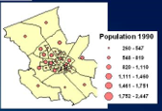 Population 1990
260 - 547
548 - 819
820 - 1,110
1,111 - 1,460
1,461 - 1,751
1,752 - 2,447